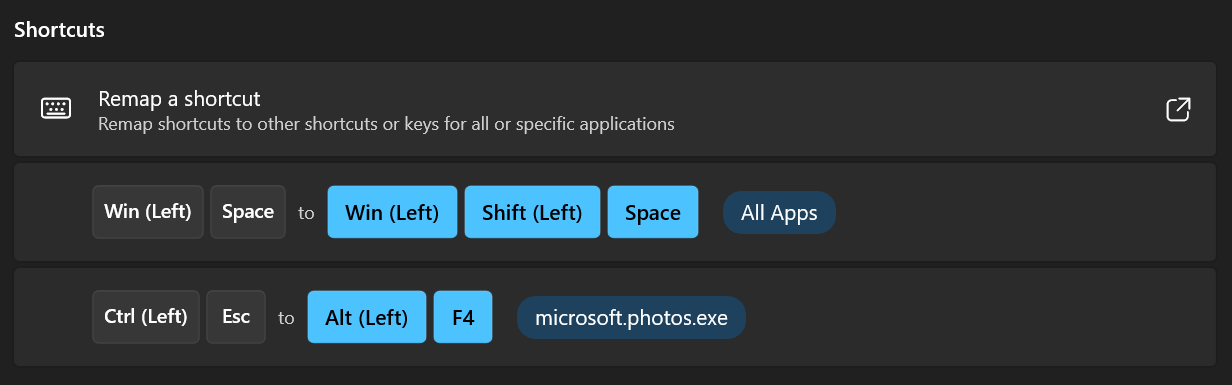 Shortcuts
Remap a shortcut
Remap shortcuts to other shortcuts or keys for all or specific applications
Win (Left) Space to Win (Left) Shift (Left) Space All Apps
Ctrl (Left) Esc to Alt (Left) F4 microsoft.photos.exe